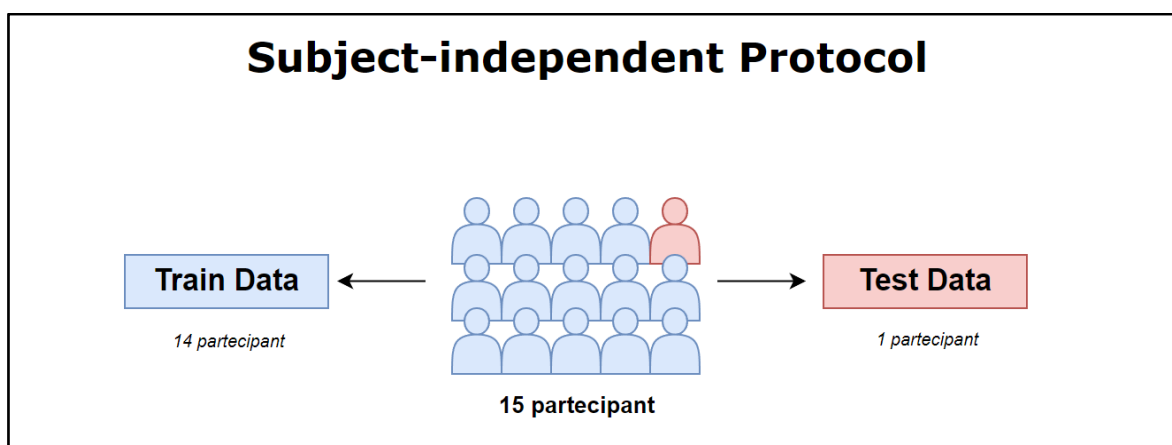 Subject-independent Protocol
Train Data
Test Data
14 partecipant
1 partecipant
15 partecipant